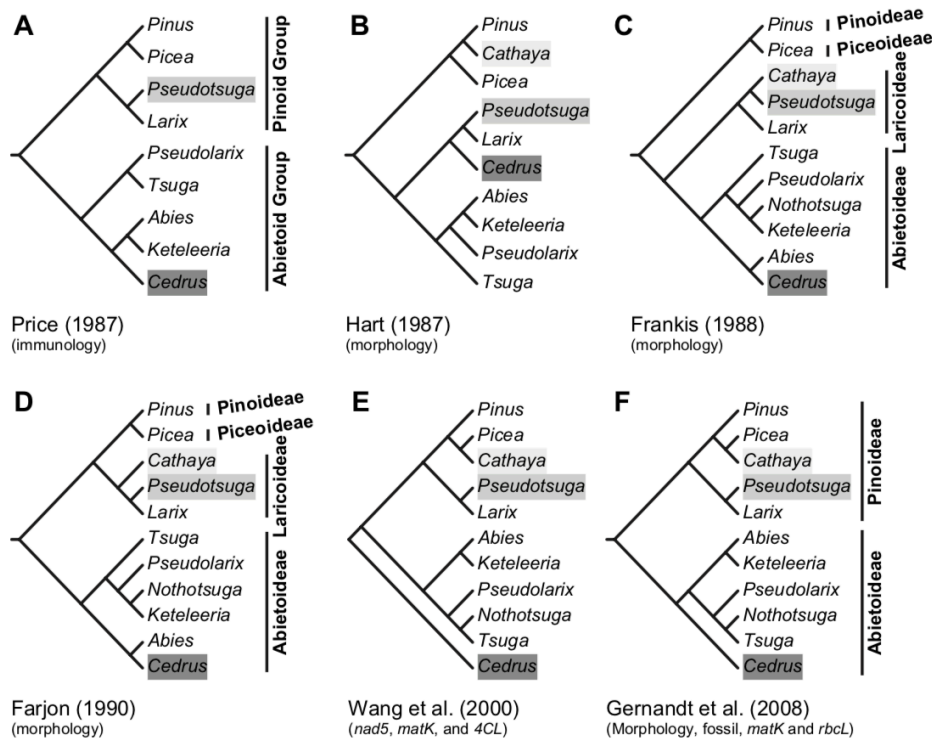 A
Pinus
Picea
Pseudotsuga
Larix
Pseudolarix
Tsuga
Abies
Keteleeria
Cedrus
Pinoid Group
Abietoid Group
Price (1987)
(immunology)
B
Pinus
Cathaya
Picea
Pseudotsuga
Larix
Cedrus
Abies
Keteleeria
Pseudolarix
Tsuga
Hart (1987)
(morphology)
C
Pinus
Picea
Cathaya
Pseudotsuga
Larix
Tsuga
Pseudolarix
Nothotsuga
Keteleeria
Abies
Cedrus
Pinoideae
Piceoideae
Laricoideae
Abietoideae
Frankis (1988)
(morphology)
D
Pinus
Picea
Cathaya
Pseudotsuga
Larix
Tsuga
Pseudolarix
Nothotsuga
Keteleeria
Abies
Cedrus
Pinoideae
Piceoideae
Laricoideae
Abietoideae
Farjon (1990)
(morphology)
E
Pinus
Picea
Cathaya
Pseudotsuga
Larix
Abies
Keteleeria
Pseudolarix
Nothotsuga
Tsuga
Cedrus
Wang et al. (2000)
(nad5, matK, and 4CL)
F
Pinus
Picea
Cathaya
Pseudotsuga
Larix
Abies
Keteleeria
Pseudolarix
Nothotsuga
Tsuga
Cedrus
Pinoideae
Abietoideae
Gernandt et al. (2008)
(Morphology, fossil, matK and rbcL)